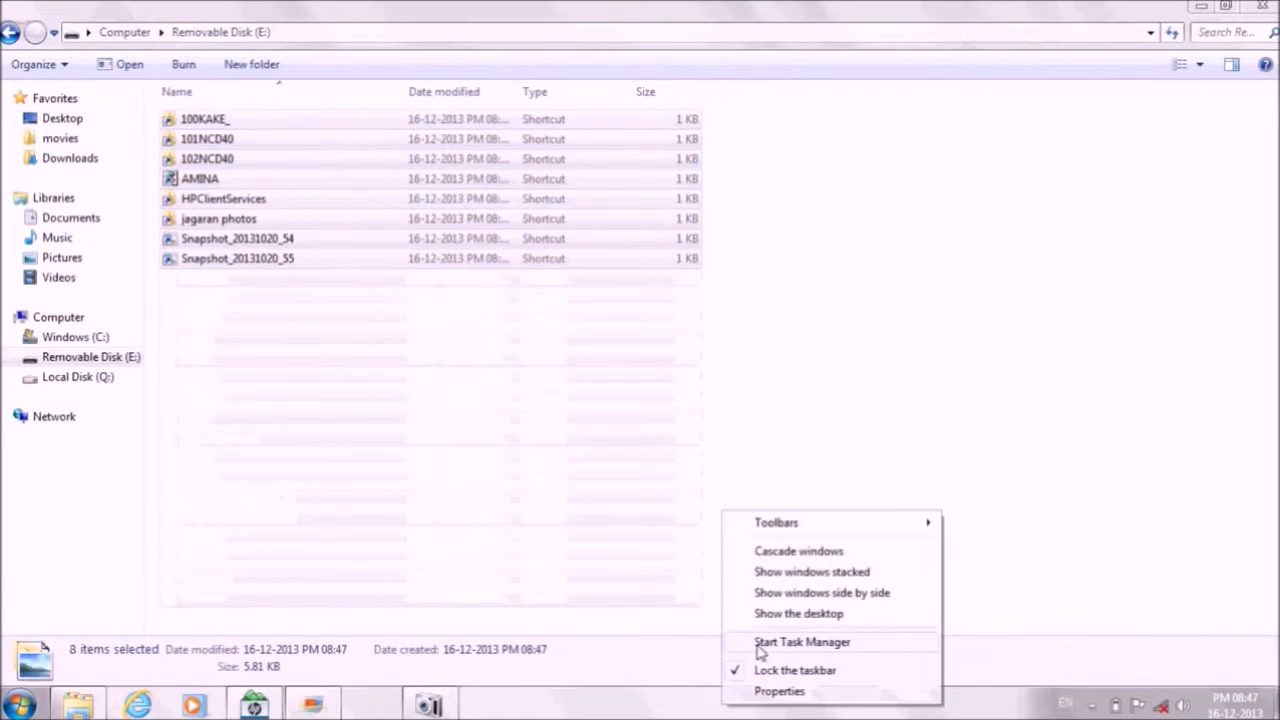 Computer Removable Disk (E:) Search Re...
Organize Open Burn New folder
Favorites
Desktop
movies
Downloads
Libraries
Documents
Music
Pictures
Videos
Computer
Windows (C:)
Removable Disk (E:)
Local Disk (Q:)
Network
Name Date modified Type Size
100KAKE_ 16-12-2013 PM 08:... Shortcut 1 KB
101NCD40 16-12-2013 PM 08:... Shortcut 1 KB
102NCD40 16-12-2013 PM 08:... Shortcut 1 KB
AMINA 16-12-2013 PM 08:... Shortcut 1 KB
HPClientServices 16-12-2013 PM 08:... Shortcut 1 KB
jagaran photos 16-12-2013 PM 08:... Shortcut 1 KB
Snapshot_20131020_54 16-12-2013 PM 08:... Shortcut 1 KB
Snapshot_20131020_55 16-12-2013 PM 08:... Shortcut 1 KB
Toolbars
Cascade windows
Show windows stacked
Show windows side by side
Show the desktop
Start Task Manager
Lock the taskbar
Properties
8 items selected Date modified: 16-12-2013 PM 08:47 Date created: 16-12-2013 PM 08:47
Size: 5.81 KB
EN PM 08:47
16-12-2013